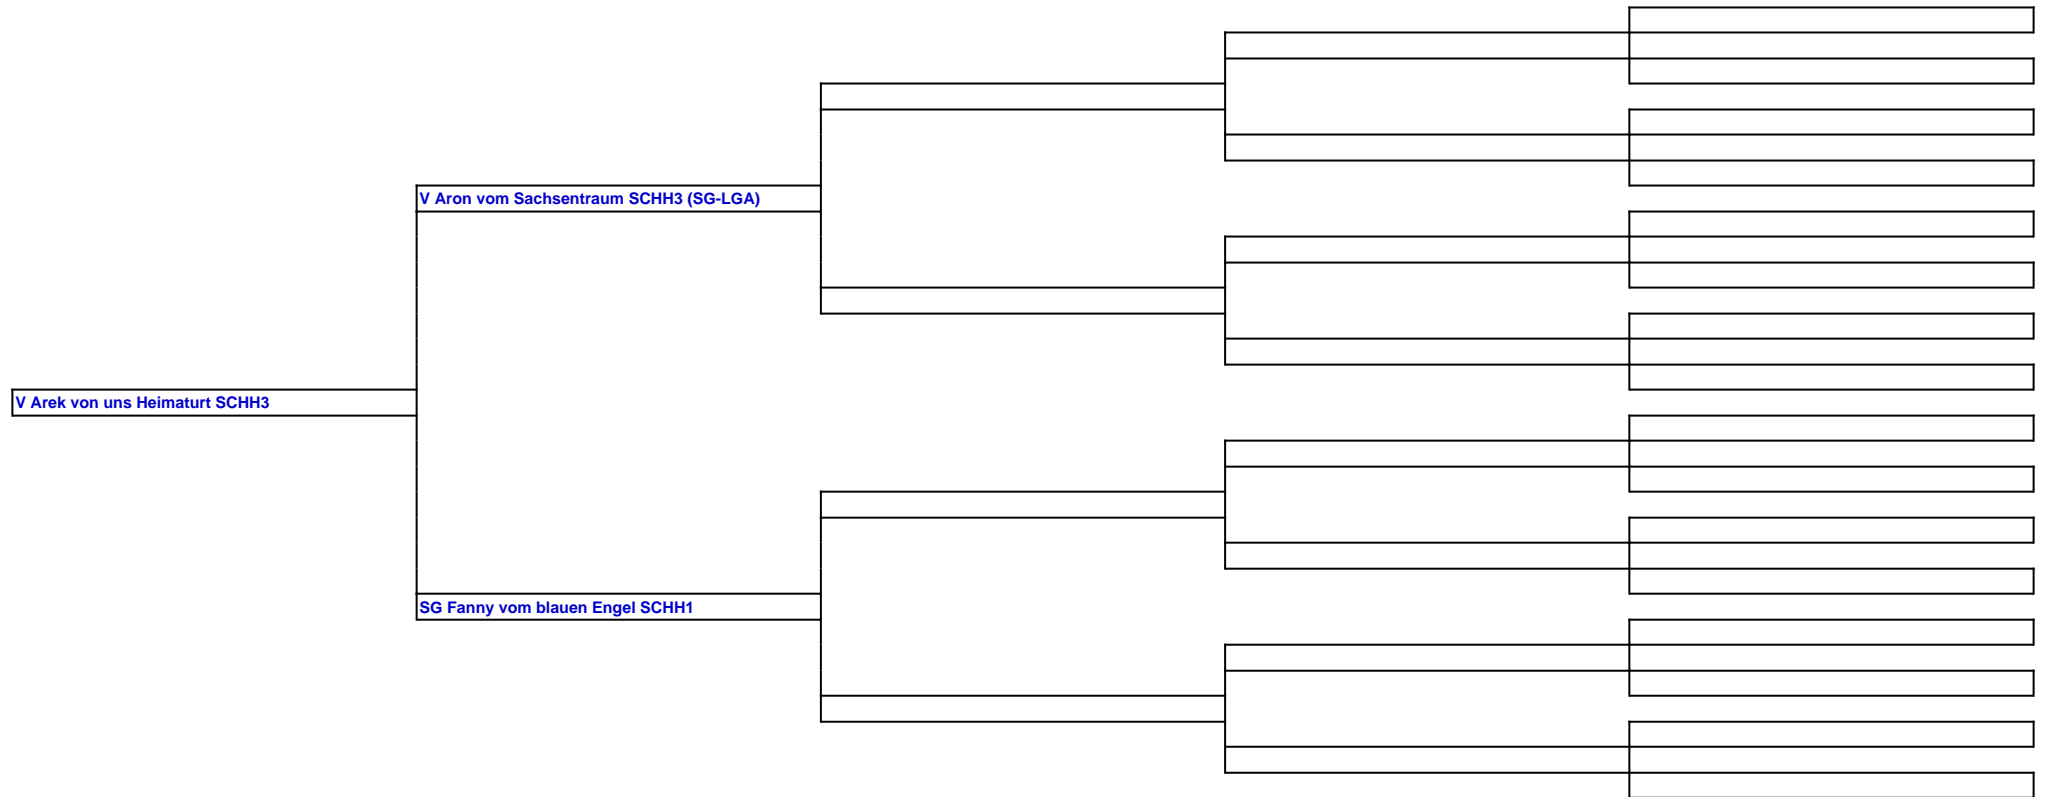 V Aron vom Sachsentraum SCHH3 (SG-LGA)
V Arek von uns Heimaturt SCHH3
SG Fanny vom blauen Engel SCHH1